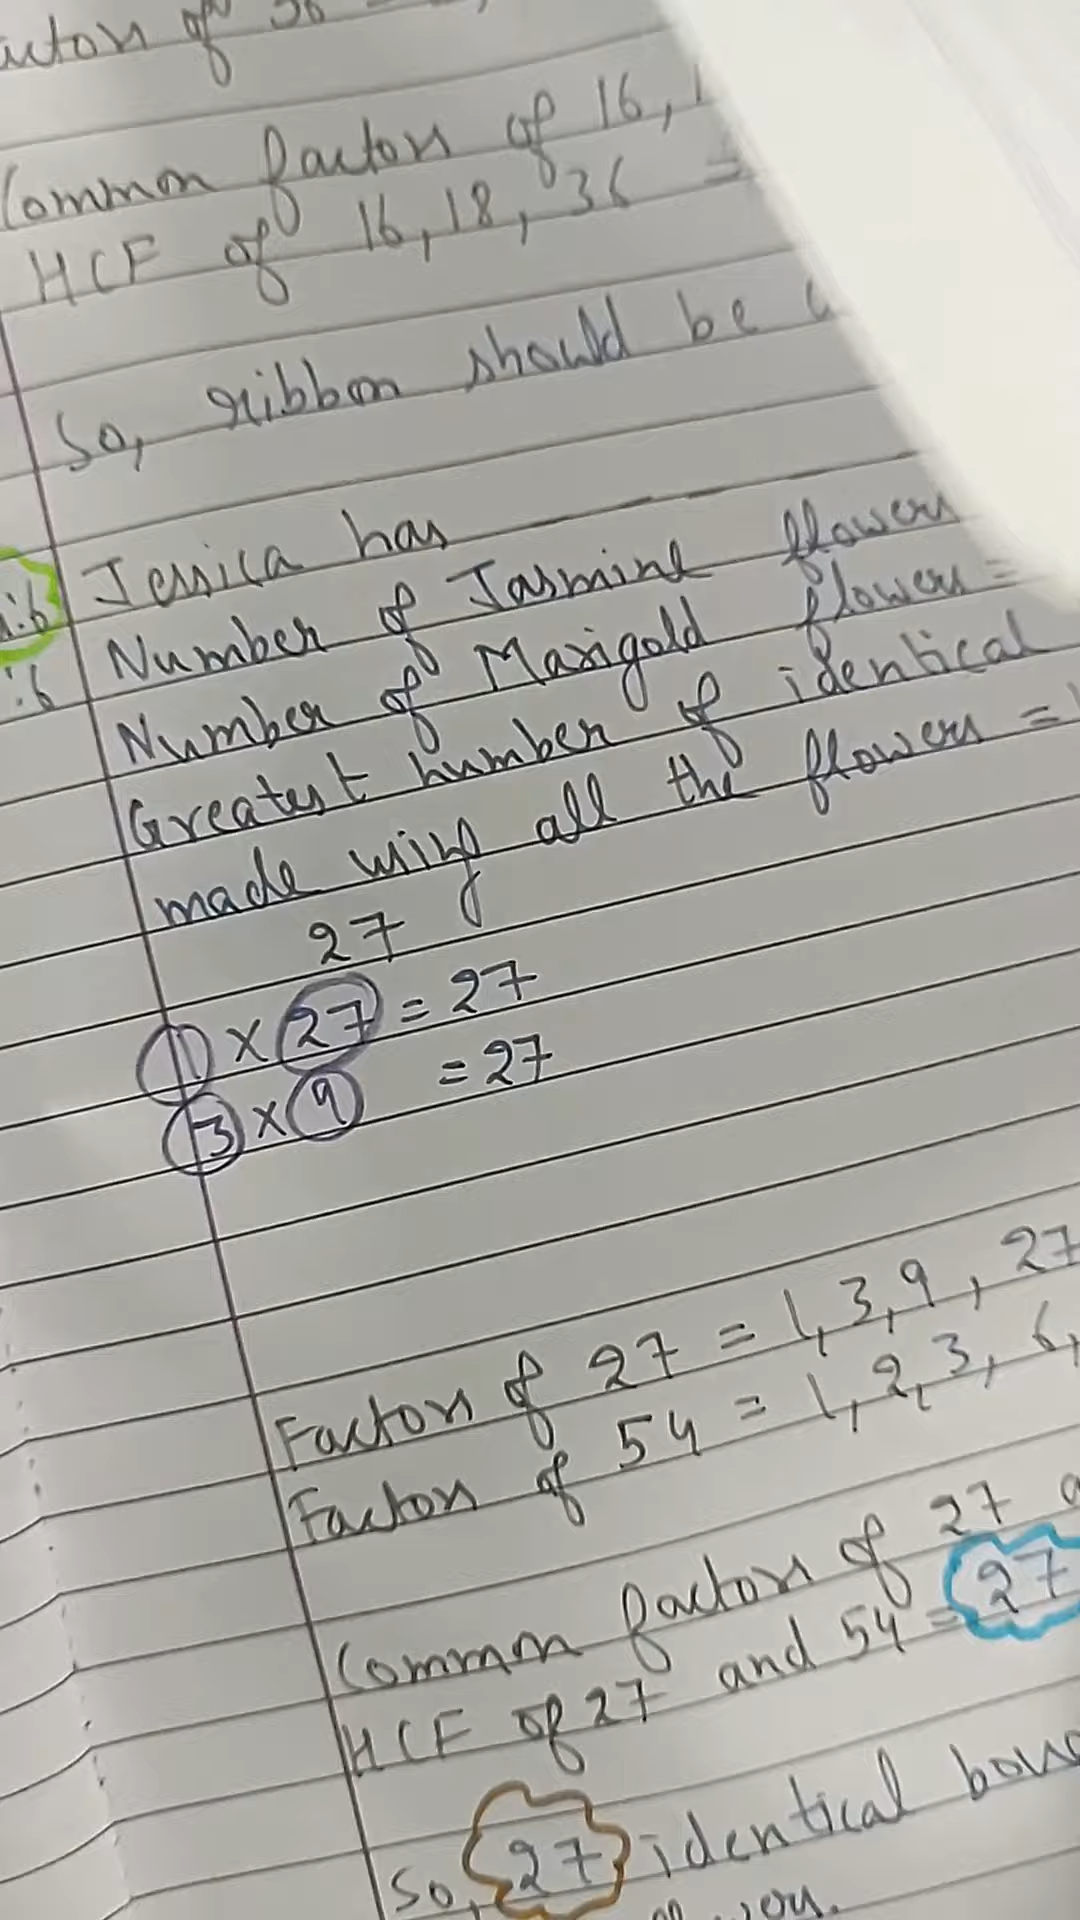 of 36
Common factors of 16,
HCF of 16, 18, 36 =
So, ribbon should be
Jessica has
Number of Jasmine flowers
:6 Number of Marigold flowers =
Greatest number of identical
made using all the flowers =
27
1 × 27 = 27
3 × 9 = 27
Factors of 27 = 1, 3, 9, 27
Factors of 54 = 1, 2, 3, 6,
Common factors of 27
HCF of 27 and 54 = 27
So, 27 identical